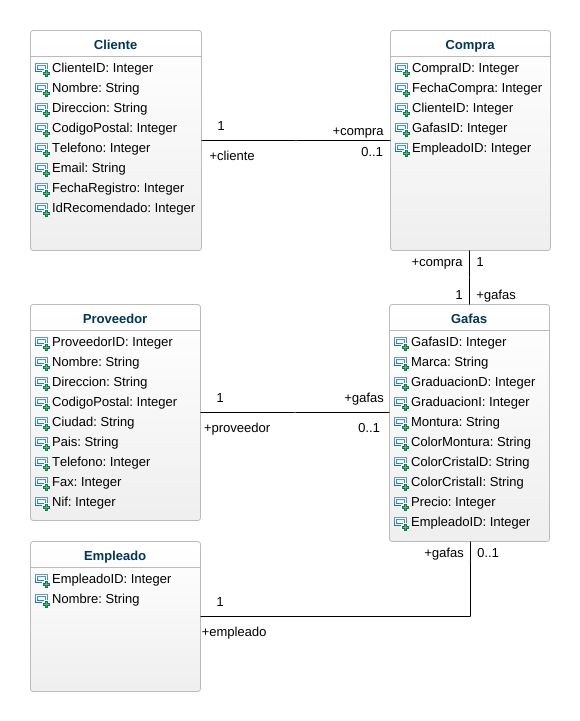 Cliente
ClienteID: Integer
Nombre: String
Direccion: String
CodigoPostal: Integer
Telefono: Integer
Email: String
FechaRegistro: Integer
IdRecomendado: Integer
1
+cliente
+compra
0..1
Compra
CompraID: Integer
FechaCompra: Integer
ClienteID: Integer
GafasID: Integer
EmpleadoID: Integer
+compra
1
1
+gafas
Proveedor
ProveedorID: Integer
Nombre: String
Direccion: String
CodigoPostal: Integer
Ciudad: String
Pais: String
Telefono: Integer
Fax: Integer
Nif: Integer
1
+proveedor
+gafas
0..1
Gafas
GafasID: Integer
Marca: String
GraduacionD: Integer
GraduacionI: Integer
Montura: String
ColorMontura: String
ColorCristalD: String
ColorCristalI: String
Precio: Integer
EmpleadoID: Integer
+gafas
0..1
Empleado
EmpleadoID: Integer
Nombre: String
1
+empleado